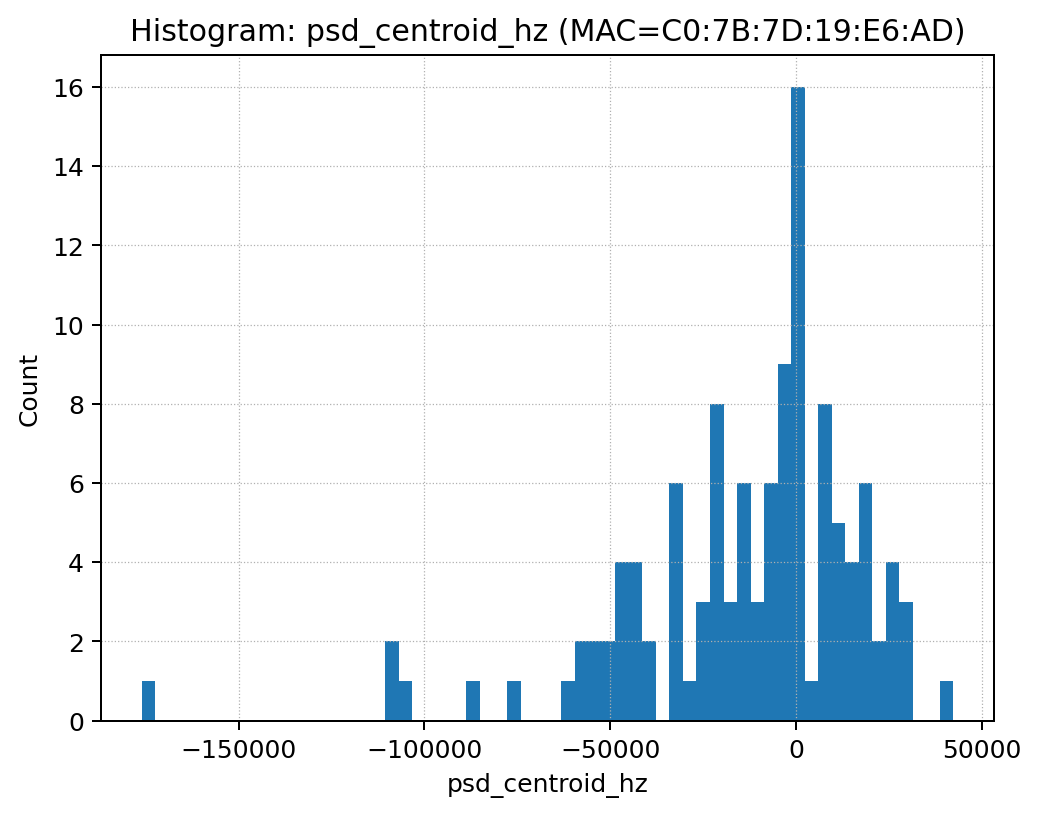 Histogram: psd_centroid_hz (MAC=C0:7B:7D:19:E6:AD)
16
14
12
10
8
6
4
2
0
Count
−150000 −100000 −50000 0 50000
psd_centroid_hz